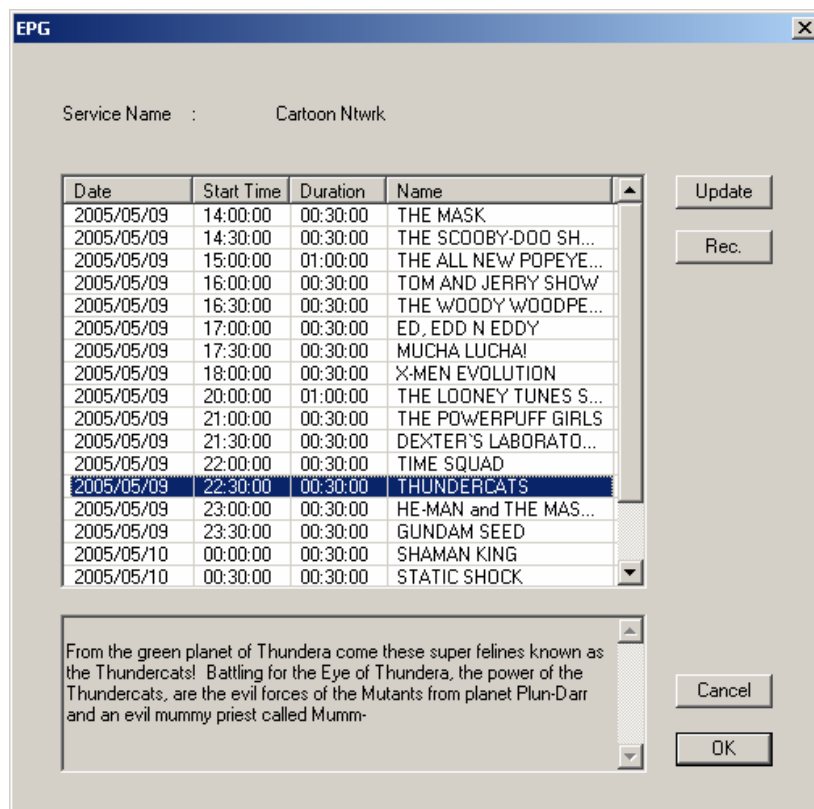 EPG
Service Name : Cartoon Ntwrk
Date Start Time Duration Name
2005/05/09 14:00:00 00:30:00 THE MASK
2005/05/09 14:30:00 00:30:00 THE SCOOBY-DOO SH...
2005/05/09 15:00:00 01:00:00 THE ALL NEW POPEYE...
2005/05/09 16:00:00 00:30:00 TOM AND JERRY SHOW
2005/05/09 16:30:00 00:30:00 THE WOODY WOODPE...
2005/05/09 17:00:00 00:30:00 ED, EDD N EDDY
2005/05/09 17:30:00 00:30:00 MUCHA LUCHA!
2005/05/09 18:00:00 00:30:00 X-MEN EVOLUTION
2005/05/09 20:00:00 01:00:00 THE LOONEY TUNES S...
2005/05/09 21:00:00 00:30:00 THE POWERPUFF GIRLS
2005/05/09 21:30:00 00:30:00 DEXTER`S LABORATO...
2005/05/09 22:00:00 00:30:00 TIME SQUAD
2005/05/09 22:30:00 00:30:00 THUNDERCATS
2005/05/09 23:00:00 00:30:00 HE-MAN and THE MAS...
2005/05/09 23:30:00 00:30:00 GUNDAM SEED
2005/05/10 00:00:00 00:30:00 SHAMAN KING
2005/05/10 00:30:00 00:30:00 STATIC SHOCK
Update
Rec.
From the green planet of Thundera come these super felines known as
the Thundercats! Battling for the Eye of Thundera, the power of the
Thundercats, are the evil forces of the Mutants from planet Plun-Darr
and an evil mummy priest called Mumm-
Cancel
OK